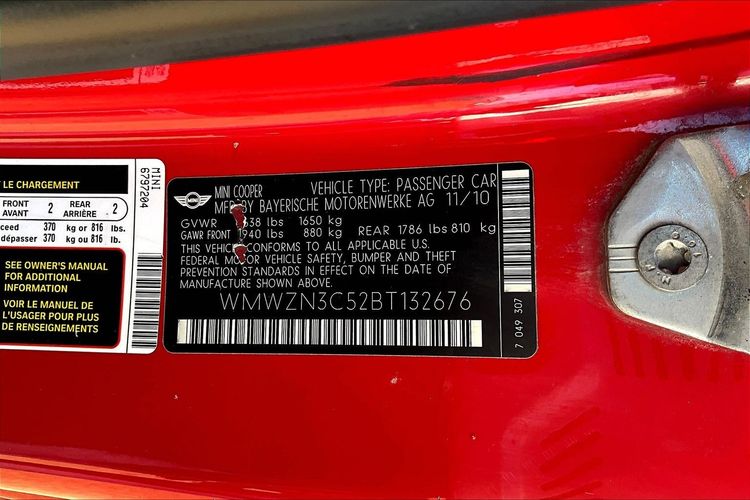 LE CHARGEMENT
FRONT
AVANT
2
REAR
ARRIÈRE
2
370 kg or 816 lb.
dépasser 370 kg ou 816 lb.
SEE OWNER'S MANUAL
FOR ADDITIONAL
INFORMATION
VOIR LE MANUEL DE
L'USAGER POUR PLUS
DE RENSEIGNEMENTS
MINI
6797204
MINI
MINI COOPER
VEHICLE TYPE: PASSENGER CAR
BY BAYERISCHE MOTORENWERKE AG 11/10
GVWR lbs 1650 kg
GAWR FRONT lbs 880 kg REAR 1786 lbs 810 kg
THIS CONFORMS TO ALL APPLICABLE U.S.
FEDERAL MOTOR VEHICLE SAFETY, BUMPER AND THEFT
PREVENTION STANDARDS IN EFFECT ON THE DATE OF
MANUFACTURE SHOWN ABOVE.
WMWZN3C52BT132676
7 049 307